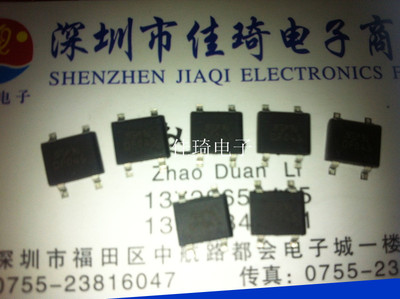 深圳市佳琦电子商
SHENZHEN JIAQI ELECTRONICS F
电子
佳琦电子
Zhao Duan Li
深圳市福田区中航路都会电子城一楼
0755-23816047 传真: 0755-23